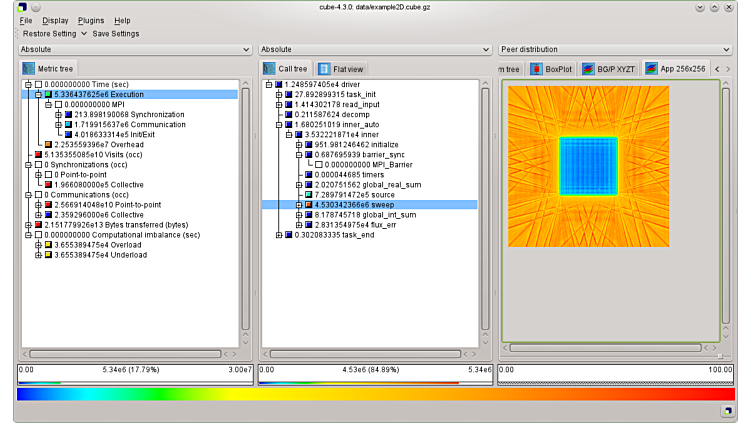 cube-4.3.0: data/example2D.cube.gz
File Display Plugins Help
Restore Setting Save Settings
Absolute
Absolute
Peer distribution
Metric tree
Call tree
Flat view
m tree
BoxPlot
BG/P XYZT
App 256x256
0.000000000 Time (sec)
5.336437625e6 Execution
0.000000000 MPI
213.898190068 Synchronization
1.719915637e6 Communication
4.018633314e5 Init/Exit
2.253559396e7 Overhead
5.135355085e10 Visits (occ)
0 Synchronizations (occ)
0 Point-to-point
1.966080000e5 Collective
0 Communications (occ)
2.566914048e10 Point-to-point
2.359296000e6 Collective
2.151779926e13 Bytes transferred (bytes)
0.000000000 Computational imbalance (sec)
3.655389475e4 Overload
3.655389475e4 Underload
1.248597405e4 driver
27.892899315 task_init
1.414302178 read_input
0.211587624 decomp
1.680251019 inner_auto
3.532221871e4 inner
951.981246462 initialize
0.687695939 barrier_sync
0.000000000 MPI_Barrier
0.000044685 timers
2.020751562 global_real_sum
7.289791472e5 source
4.530342366e6 sweep
8.178745718 global_int_sum
2.831354975e4 flux_err
0.302083335 task_end
0.00 5.34e6 (17.79%) 3.00e7
0.00 4.53e6 (84.89%) 5.34e6
0.00 100.00